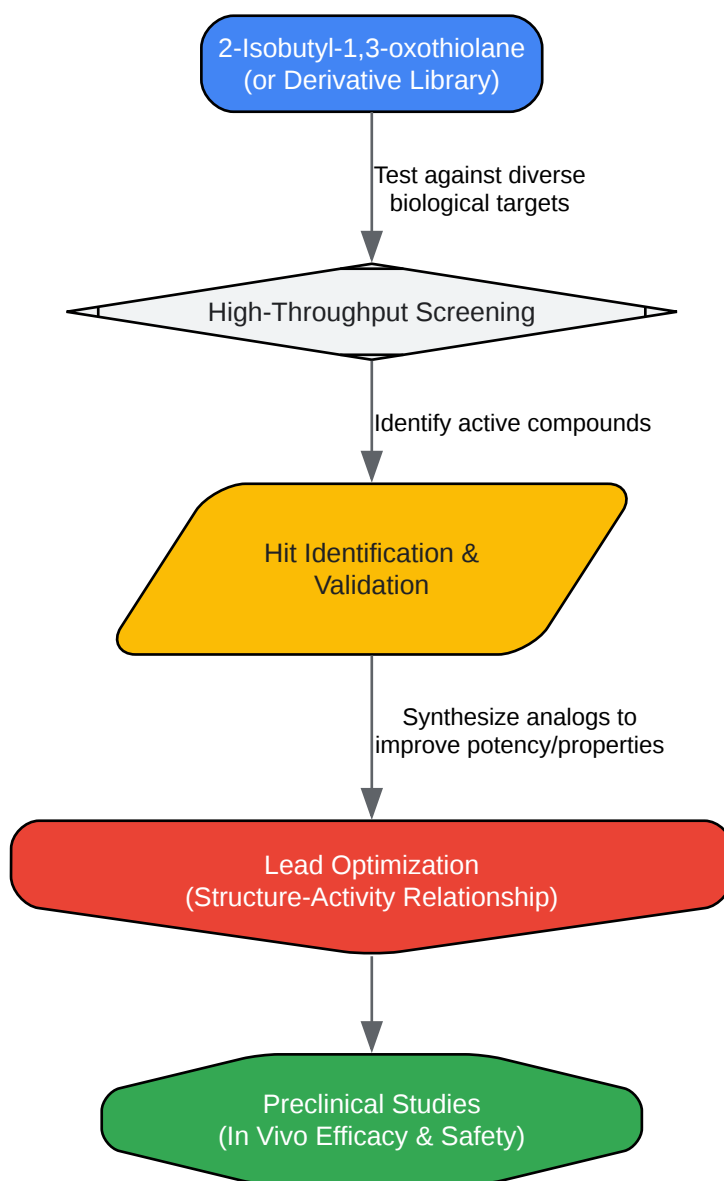 2-Isobutyl-1,3-oxothiolane
(or Derivative Library)
Test against diverse
biological targets
High-Throughput Screening
Identify active compounds
Hit Identification &
Validation
Synthesize analogs to
improve potency/properties
Lead Optimization
(Structure-Activity Relationship)
Preclinical Studies
(In Vivo Efficacy & Safety)